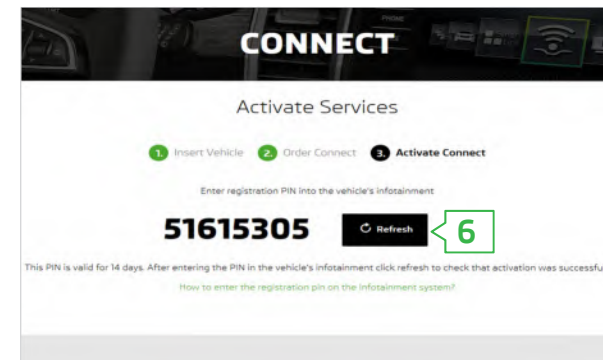 PHONE
CONNECT
Activate Services
1. Insert Vehicle 2. Order Connect 3. Activate Connect
Enter registration PIN into the vehicle's infotainment
51615305 Refresh 6
This PIN is valid for 14 days. After entering the PIN in the vehicle's infotainment click refresh to check that activation was successfu
How to enter the registration pin on the infotainment system?